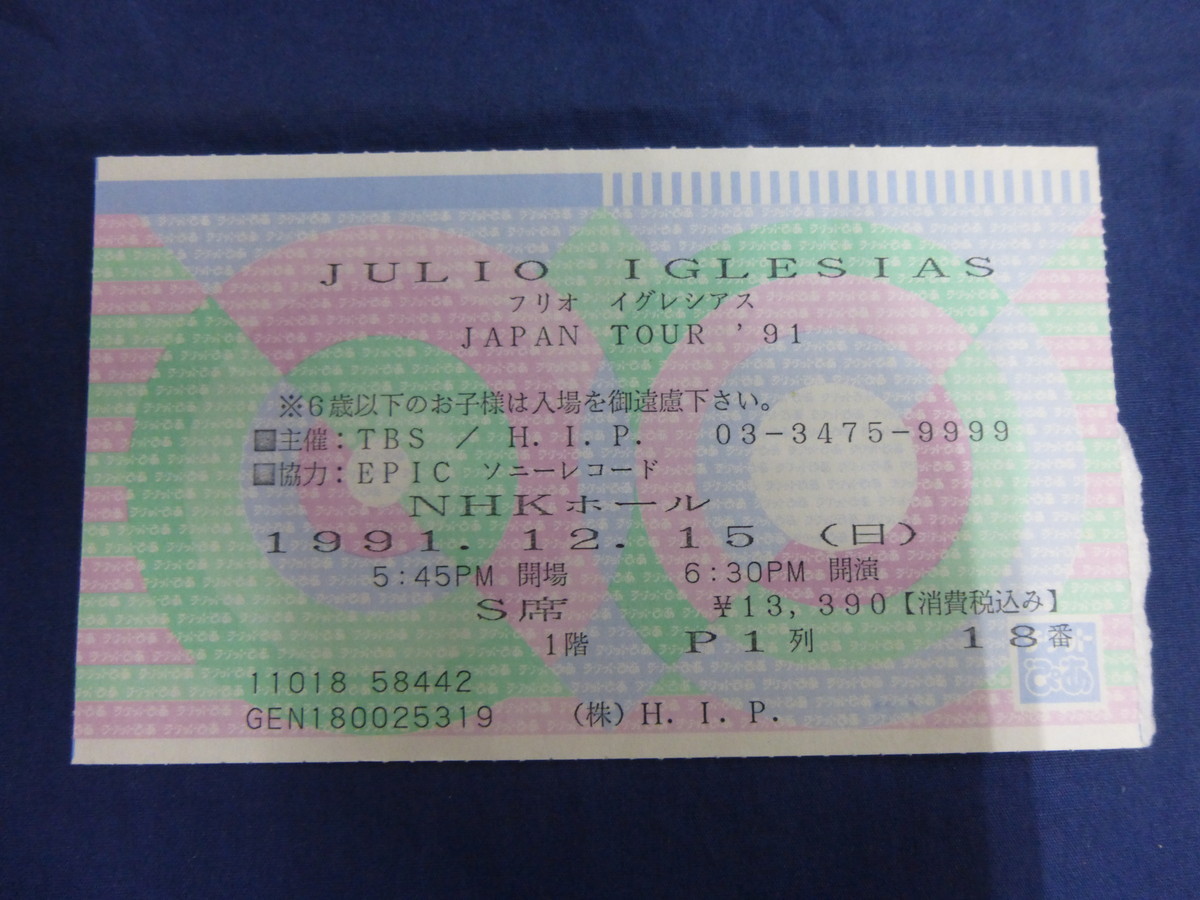 JULIO IGLESIAS
フリオ イグレシアス
JAPAN TOUR '91
※6歳以下のお子様は入場を御遠慮下さい。
■主催：TBS / H.I.P. 03-3475-9999
■協力：EPIC ソニーレコード
NHKホール
1991.12.15（日）
5:45PM 開場 6:30PM 開演
S席 ¥13,390【消費税込み】
1階 P1列 18番
ぴあ
11018 58442
GEN180025319 （株）H.I.P.